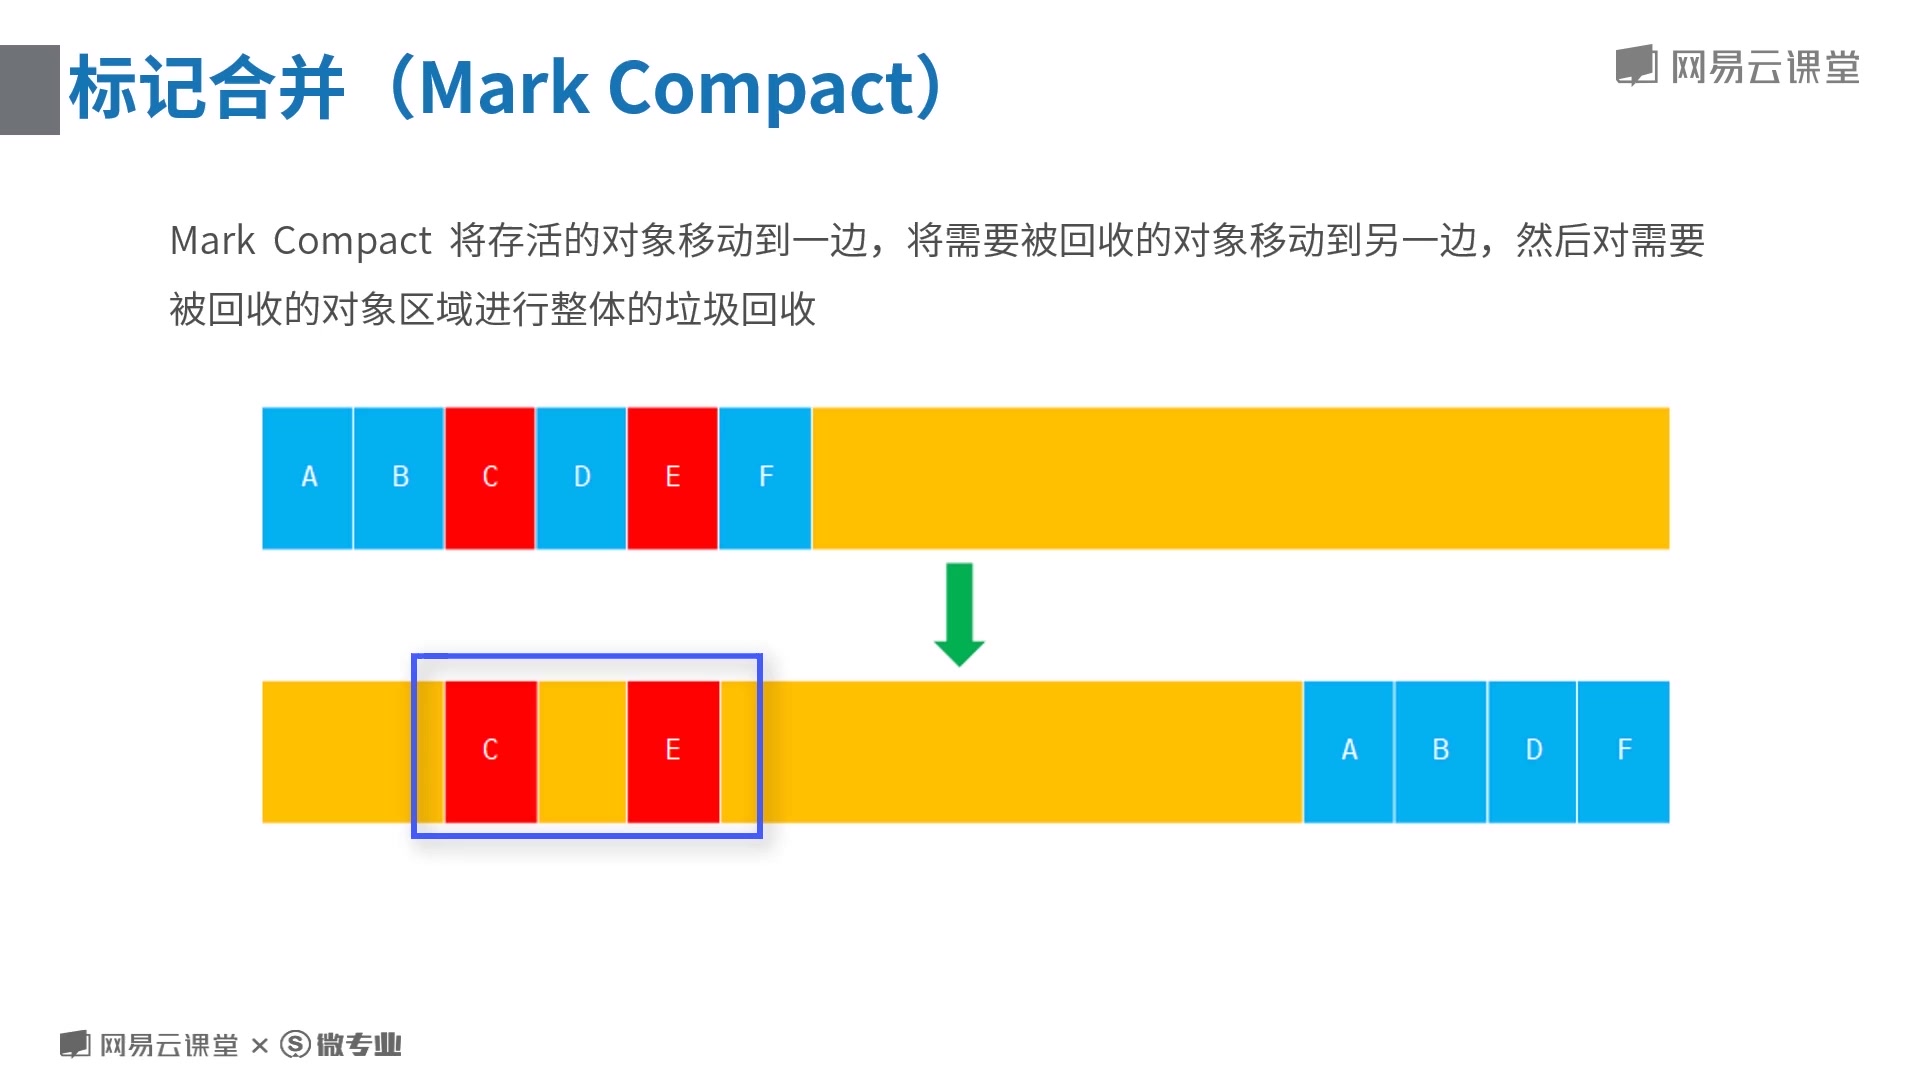 标记合并（Mark Compact）
网易云课堂
Mark Compact 将存活的对象移动到一边，将需要被回收的对象移动到另一边，然后对需要
被回收的对象区域进行整体的垃圾回收
A B C D E F
C E A B D F
网易云课堂 × S 微专业